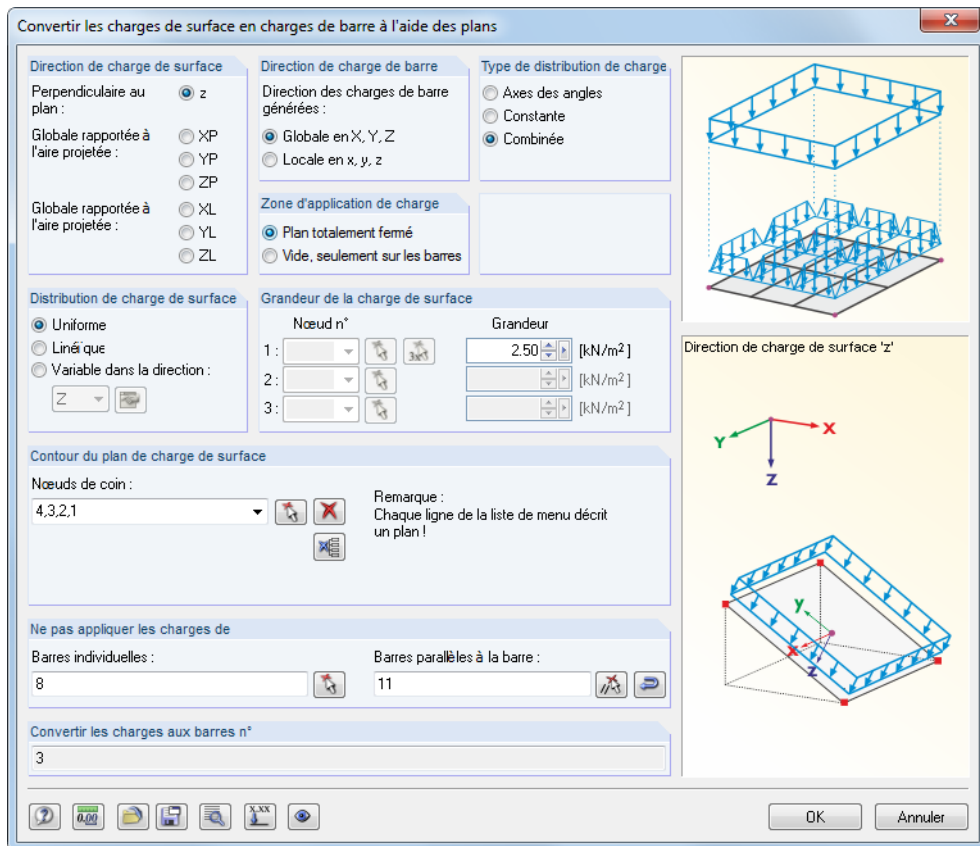 Convertir les charges de surface en charges de barre à l'aide des plans
Direction de charge de surface
Perpendiculaire au
plan :
z
Globale rapportée à
l'aire projetée :
XP
YP
ZP
Globale rapportée à
l'aire projetée :
XL
YL
ZL
Direction de charge de barre
Direction des charges de barre
générées :
Globale en X, Y, Z
Locale en x, y, z
Type de distribution de charge
Axes des angles
Constante
Combinée
Zone d'application de charge
Plan totalement fermé
Vide, seulement sur les barres
Distribution de charge de surface
Uniforme
Linéïque
Variable dans la direction :
Z
Grandeur de la charge de surface
Nœud n° Grandeur
1 : 3x 2.50 [kN/m²]
2 : [kN/m²]
3 : [kN/m²]
Contour du plan de charge de surface
Nœuds de coin :
4,3,2,1
Remarque :
Chaque ligne de la liste de menu décrit
un plan !
Ne pas appliquer les charges de
Barres individuelles :
8
Barres parallèles à la barre :
11
Convertir les charges aux barres n°
3
Direction de charge de surface 'z'
Y X
Z
y
x
z
? 0.00 x.xx
OK Annuler